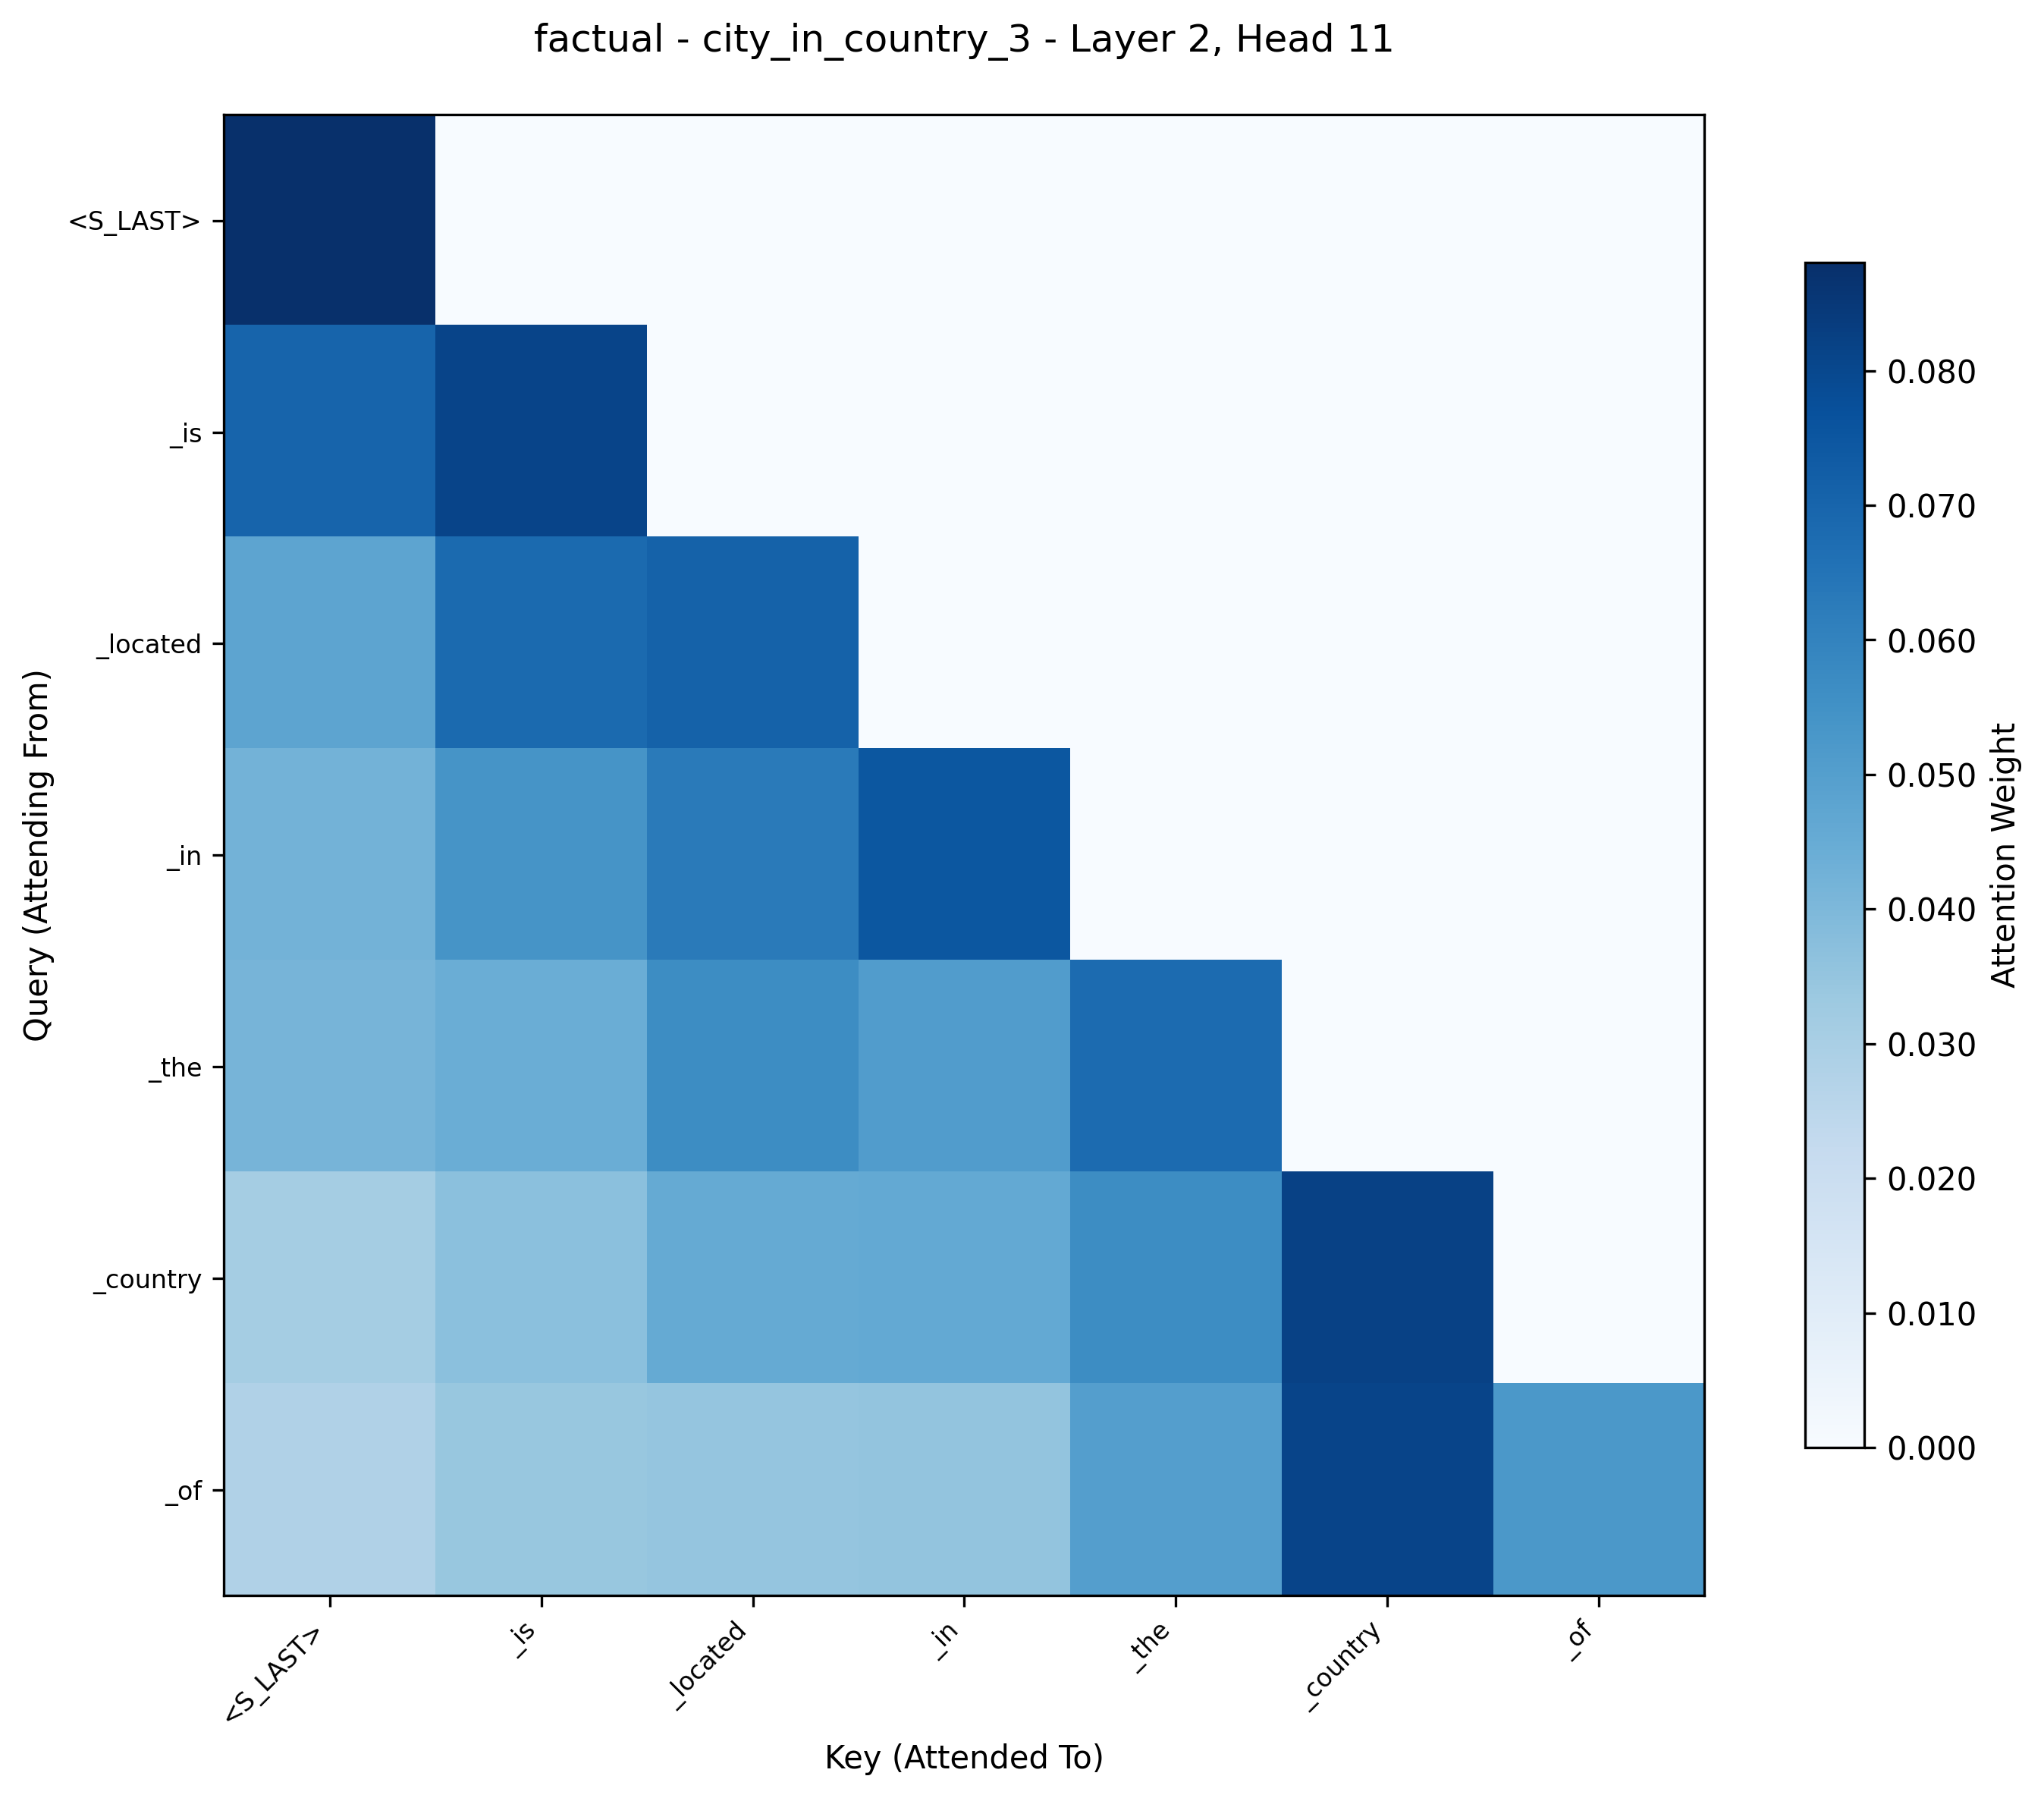 factual - city_in_country_3 - Layer 2, Head 11
Query (Attending From)
<S_LAST>
_is
_located
_in
_the
_country
_of
<S_LAST>
_is
_located
_in
_the
_country
_of
Key (Attended To)
0.080
0.070
0.060
0.050
0.040
0.030
0.020
0.010
0.000
Attention Weight